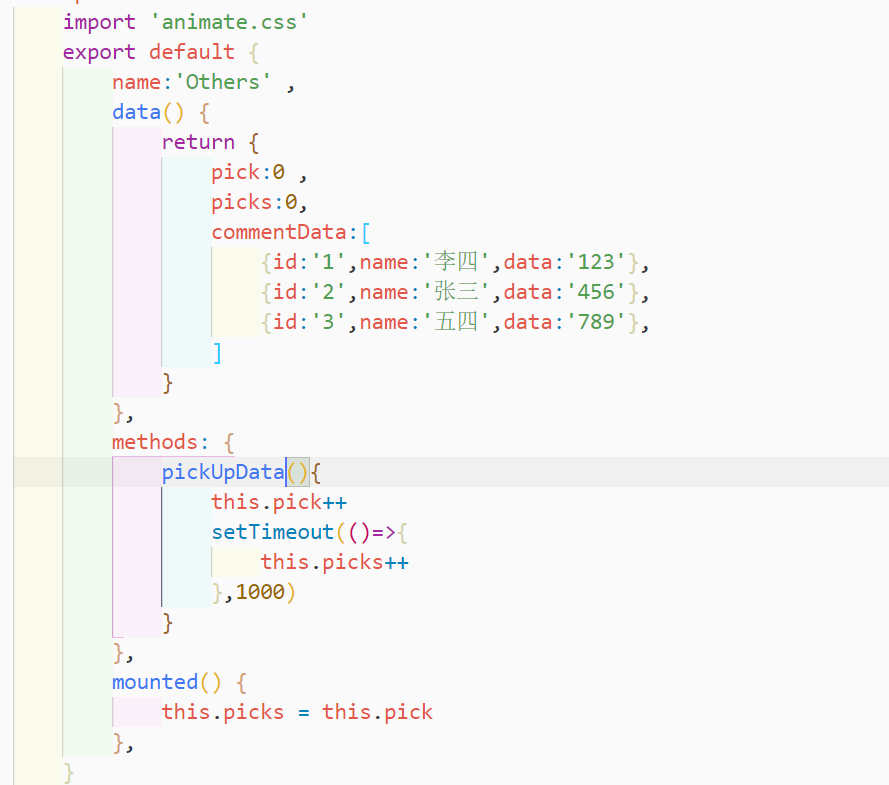 import 'animate.css'
export default {
name:'Others' ,
data() {
return {
pick:0 ,
picks:0,
commentData:[
{id:'1',name:'李四',data:'123'},
{id:'2',name:'张三',data:'456'},
{id:'3',name:'五四',data:'789'},
]
}
},
methods: {
pickUpData(){
this.pick++
setTimeout(()=>{
this.picks++
},1000)
}
},
mounted() {
this.picks = this.pick
},
}